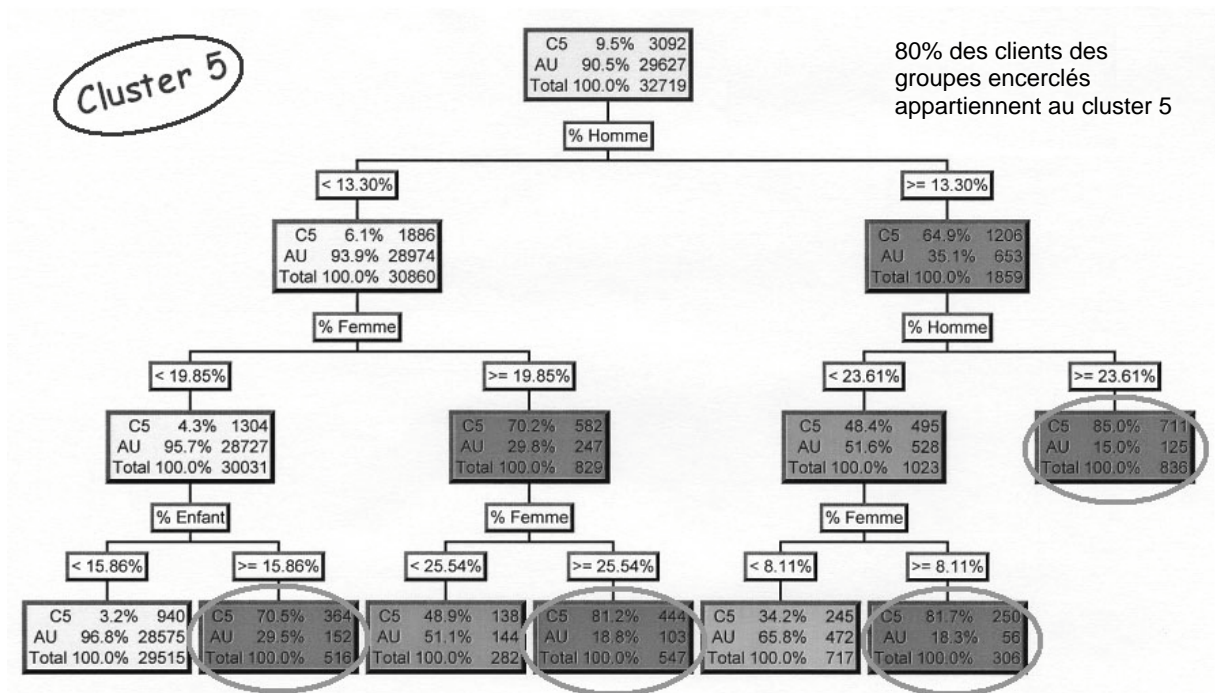 Cluster 5
80% des clients des
groupes encerclés
appartiennent au cluster 5
C5 9.5% 3092
AU 90.5% 29627
Total 100.0% 32719
% Homme
< 13.30%
>= 13.30%
C5 6.1% 1886
AU 93.9% 28974
Total 100.0% 30860
C5 64.9% 1206
AU 35.1% 653
Total 100.0% 1859
% Femme
% Homme
< 19.85%
>= 19.85%
< 23.61%
>= 23.61%
C5 4.3% 1304
AU 95.7% 28727
Total 100.0% 30031
C5 70.2% 582
AU 29.8% 247
Total 100.0% 829
C5 48.4% 495
AU 51.6% 528
Total 100.0% 1023
C5 85.0% 711
AU 15.0% 125
Total 100.0% 836
% Enfant
% Femme
% Femme
< 15.86%
>= 15.86%
< 25.54%
>= 25.54%
< 8.11%
>= 8.11%
C5 3.2% 940
AU 96.8% 28575
Total 100.0% 29515
C5 70.5% 364
AU 29.5% 152
Total 100.0% 516
C5 48.9% 138
AU 51.1% 144
Total 100.0% 282
C5 81.2% 444
AU 18.8% 103
Total 100.0% 547
C5 34.2% 245
AU 65.8% 472
Total 100.0% 717
C5 81.7% 250
AU 18.3% 56
Total 100.0% 306